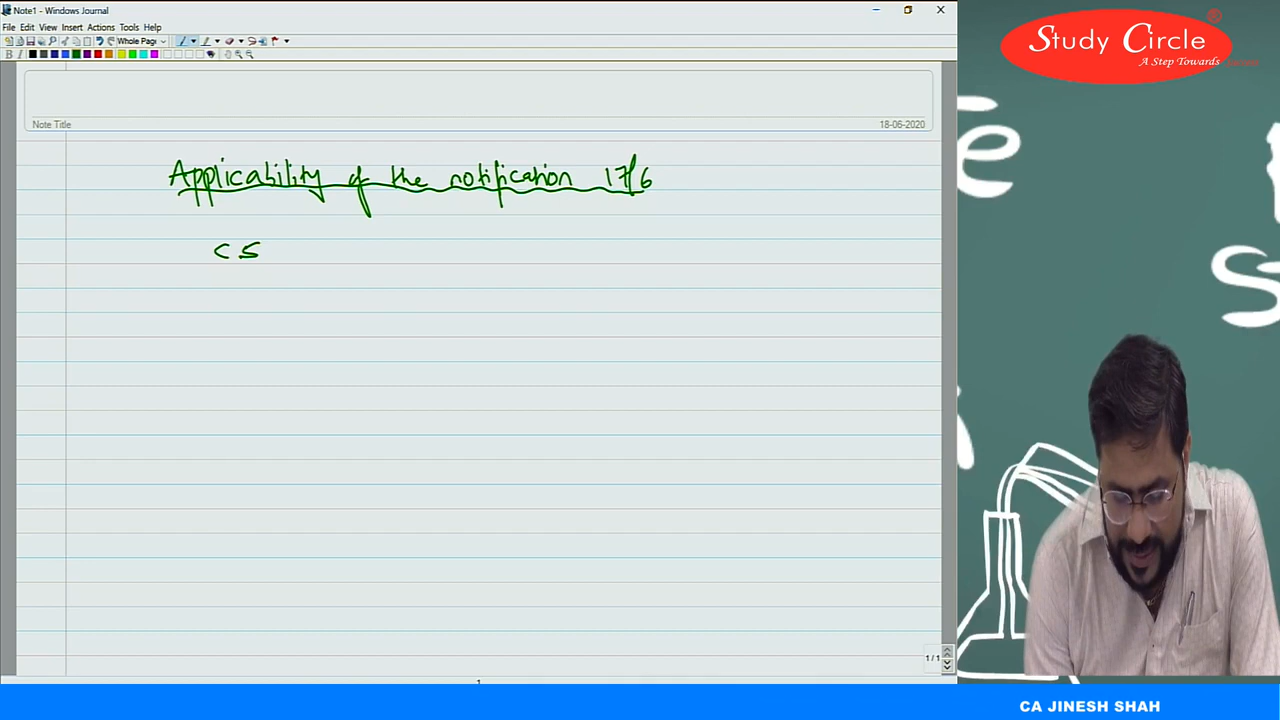 Note1 - Windows Journal
File Edit View Insert Actions Tools Help
Whole Page
B I
Note Title
18-06-2020
Applicability of the notification 17/6
CS
1/1
Study Circle
A Step Towards
CA JINESH SHAH